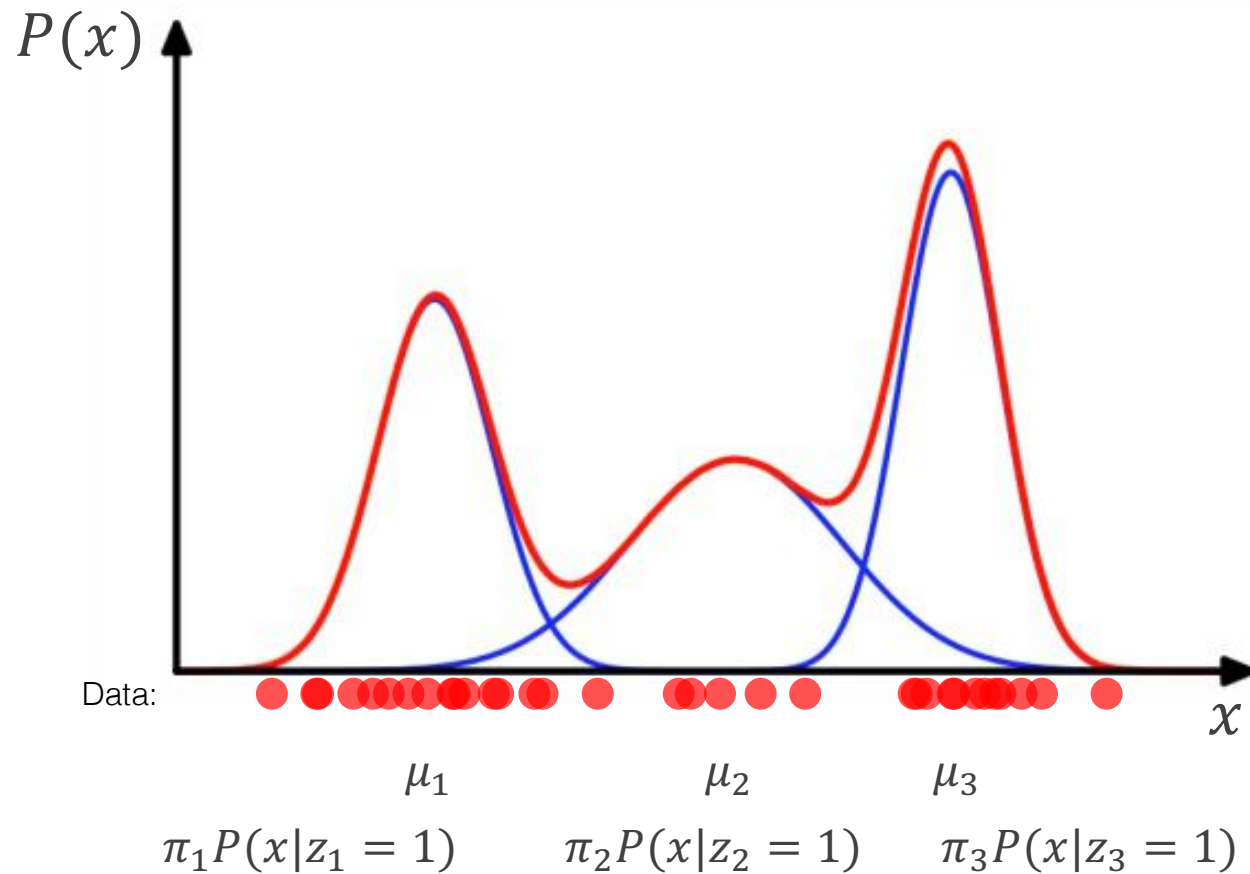 P(x)
Data:
x
μ₁ μ₂ μ₃
π₁P(x|z₁ = 1) π₂P(x|z₂ = 1) π₃P(x|z₃ = 1)